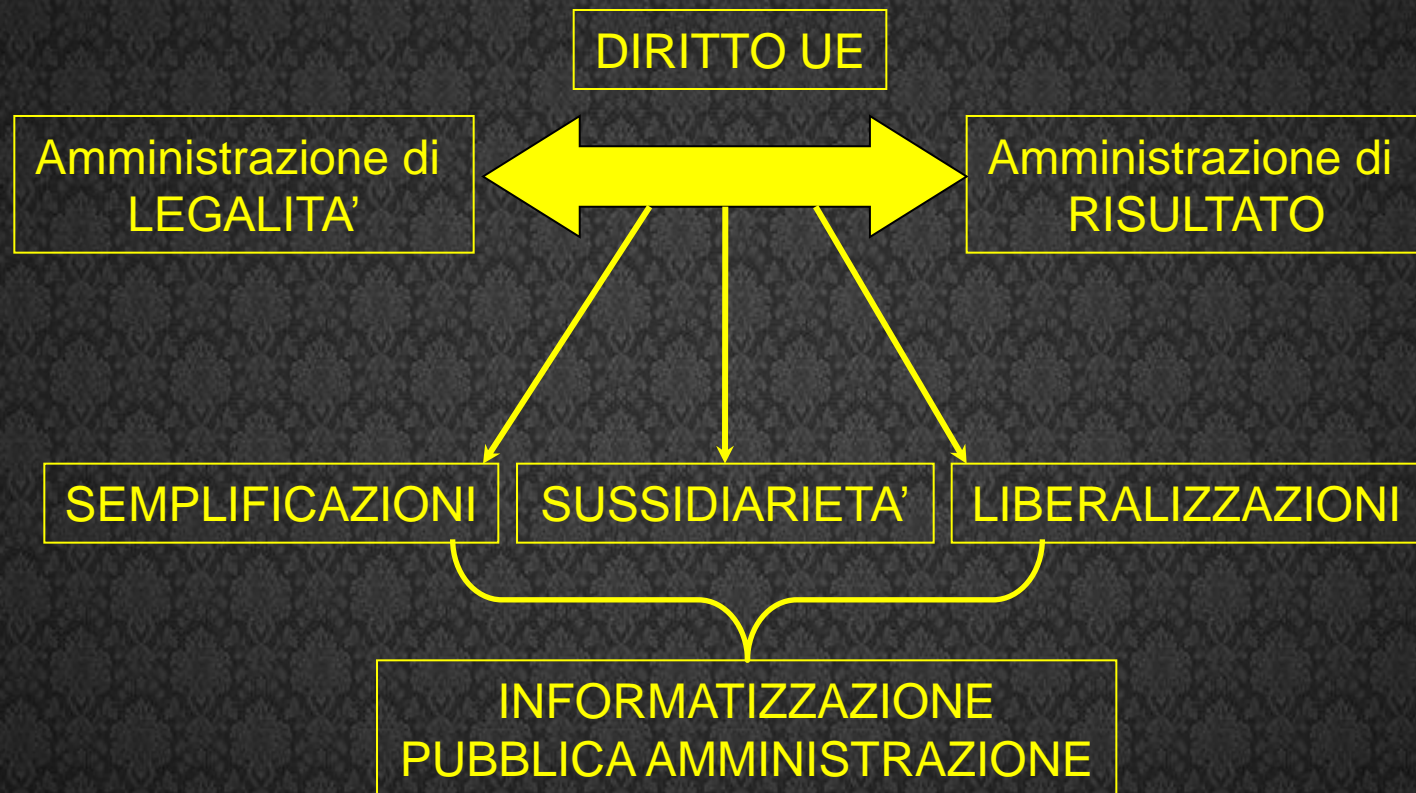 DIRITTO UE
Amministrazione di
LEGALITA’
Amministrazione di
RISULTATO
SEMPLIFICAZIONI
SUSSIDIARIETA’
LIBERALIZZAZIONI
INFORMATIZZAZIONE
PUBBLICA AMMINISTRAZIONE